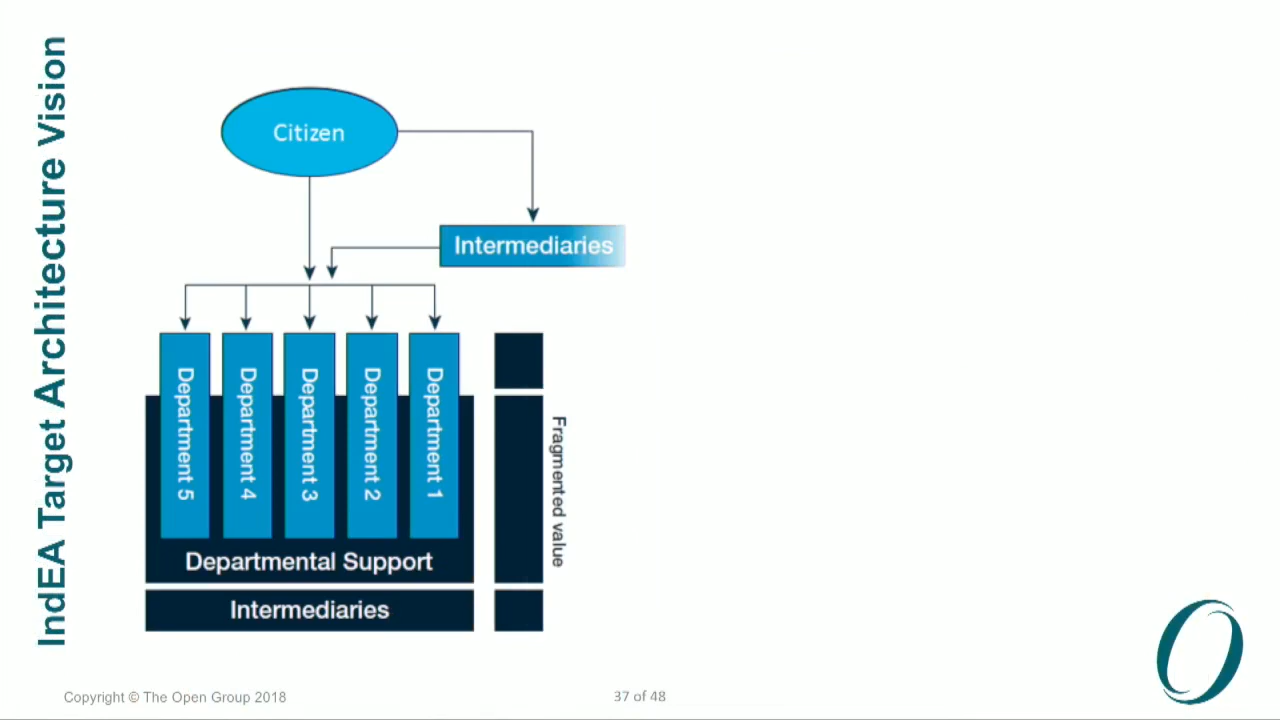 IndEA Target Architecture Vision
Citizen
Intermediaries
Department 5
Department 4
Department 3
Department 2
Department 1
Fragmented value
Departmental Support
Intermediaries
Copyright © The Open Group 2018
37 of 48